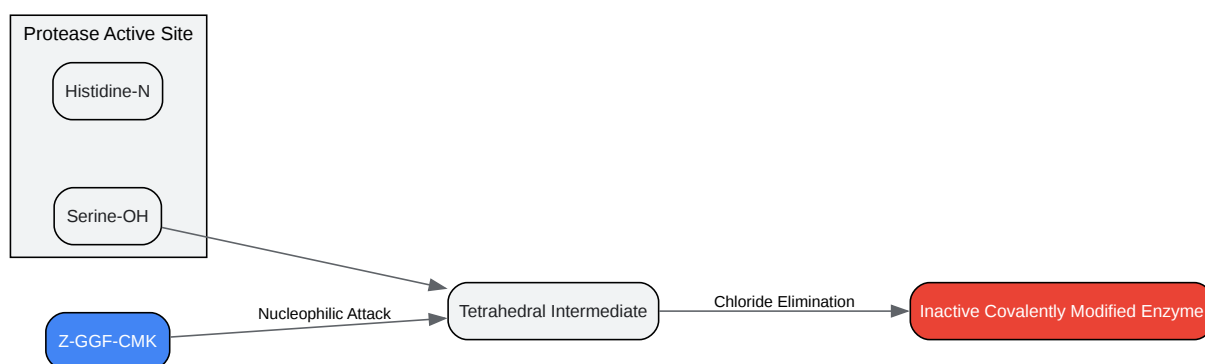 Protease Active Site
Histidine-N
Serine-OH
Z-GGF-CMK
Nucleophilic Attack
Tetrahedral Intermediate
Chloride Elimination
Inactive Covalently Modified Enzyme